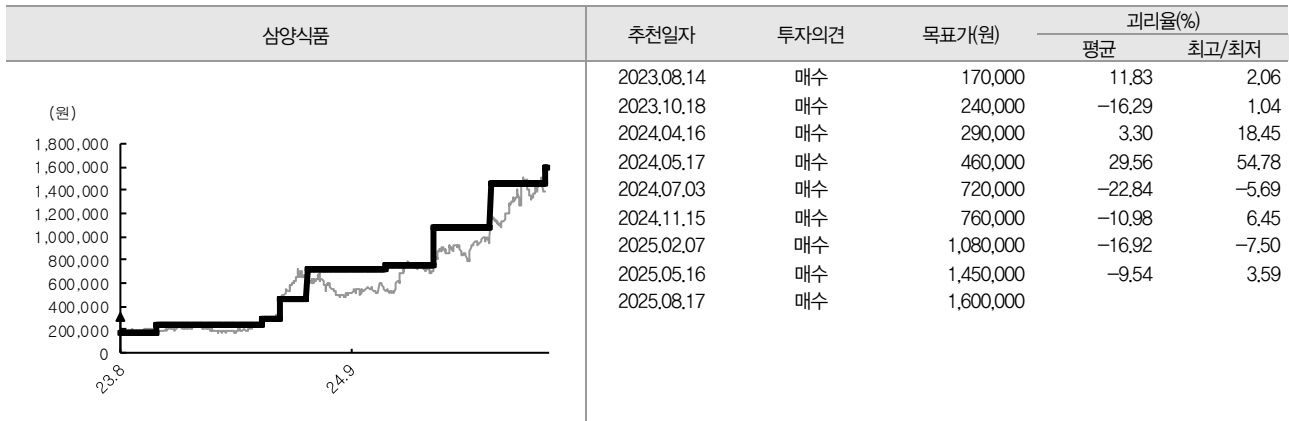 삼양식품 추천일자 투자의견 목표가(원) 괴리율(%)
평균 최고/최저
2023.08.14 매수 170,000 11.83 2.06
2023.10.18 매수 240,000 −16.29 1.04
2024.04.16 매수 290,000 3.30 18.45
2024.05.17 매수 460,000 29.56 54.78
2024.07.03 매수 720,000 −22.84 −5.69
2024.11.15 매수 760,000 −10.98 6.45
2025.02.07 매수 1,080,000 −16.92 −7.50
2025.05.16 매수 1,450,000 −9.54 3.59
2025.08.17 매수 1,600,000
(원)
1,800,000
1,600,000
1,400,000
1,200,000
1,000,000
800,000
600,000
400,000
200,000
0
23.8
24.9